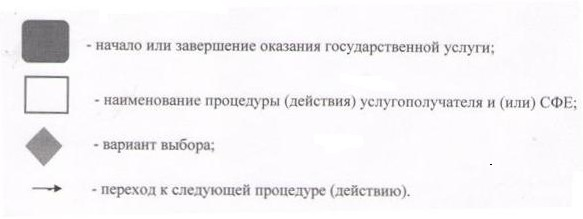 - начало или завершение оказания государственной услуги;
- наименование процедуры (действия) услугополучателя и (или) СФЕ;
- вариант выбора;
- переход к следующей процедуре (действию).